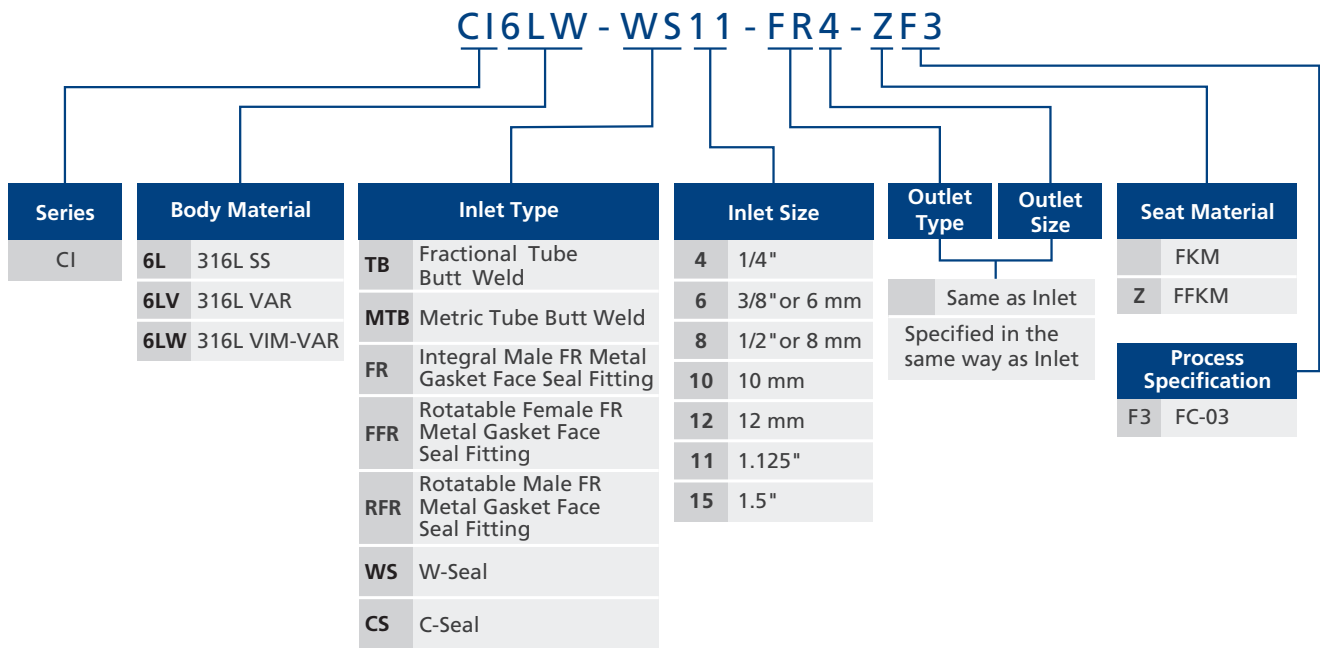 CI6LW - WS11 - FR4 - ZF3
Series
CI
Body Material
6L 316L SS
6LV 316L VAR
6LW 316L VIM-VAR
Inlet Type
TB Fractional Tube
Butt Weld
MTB Metric Tube Butt Weld
FR Integral Male FR Metal
Gasket Face Seal Fitting
FFR Rotatable Female FR
Metal Gasket Face
Seal Fitting
RFR Rotatable Male FR
Metal Gasket Face
Seal Fitting
WS W-Seal
CS C-Seal
Inlet Size
4 1/4"
6 3/8"or 6 mm
8 1/2"or 8 mm
10 10 mm
12 12 mm
11 1.125"
15 1.5"
Outlet
Type
Outlet
Size
Same as Inlet
Specified in the
same way as Inlet
Seat Material
FKM
Z FFKM
Process
Specification
F3 FC-03